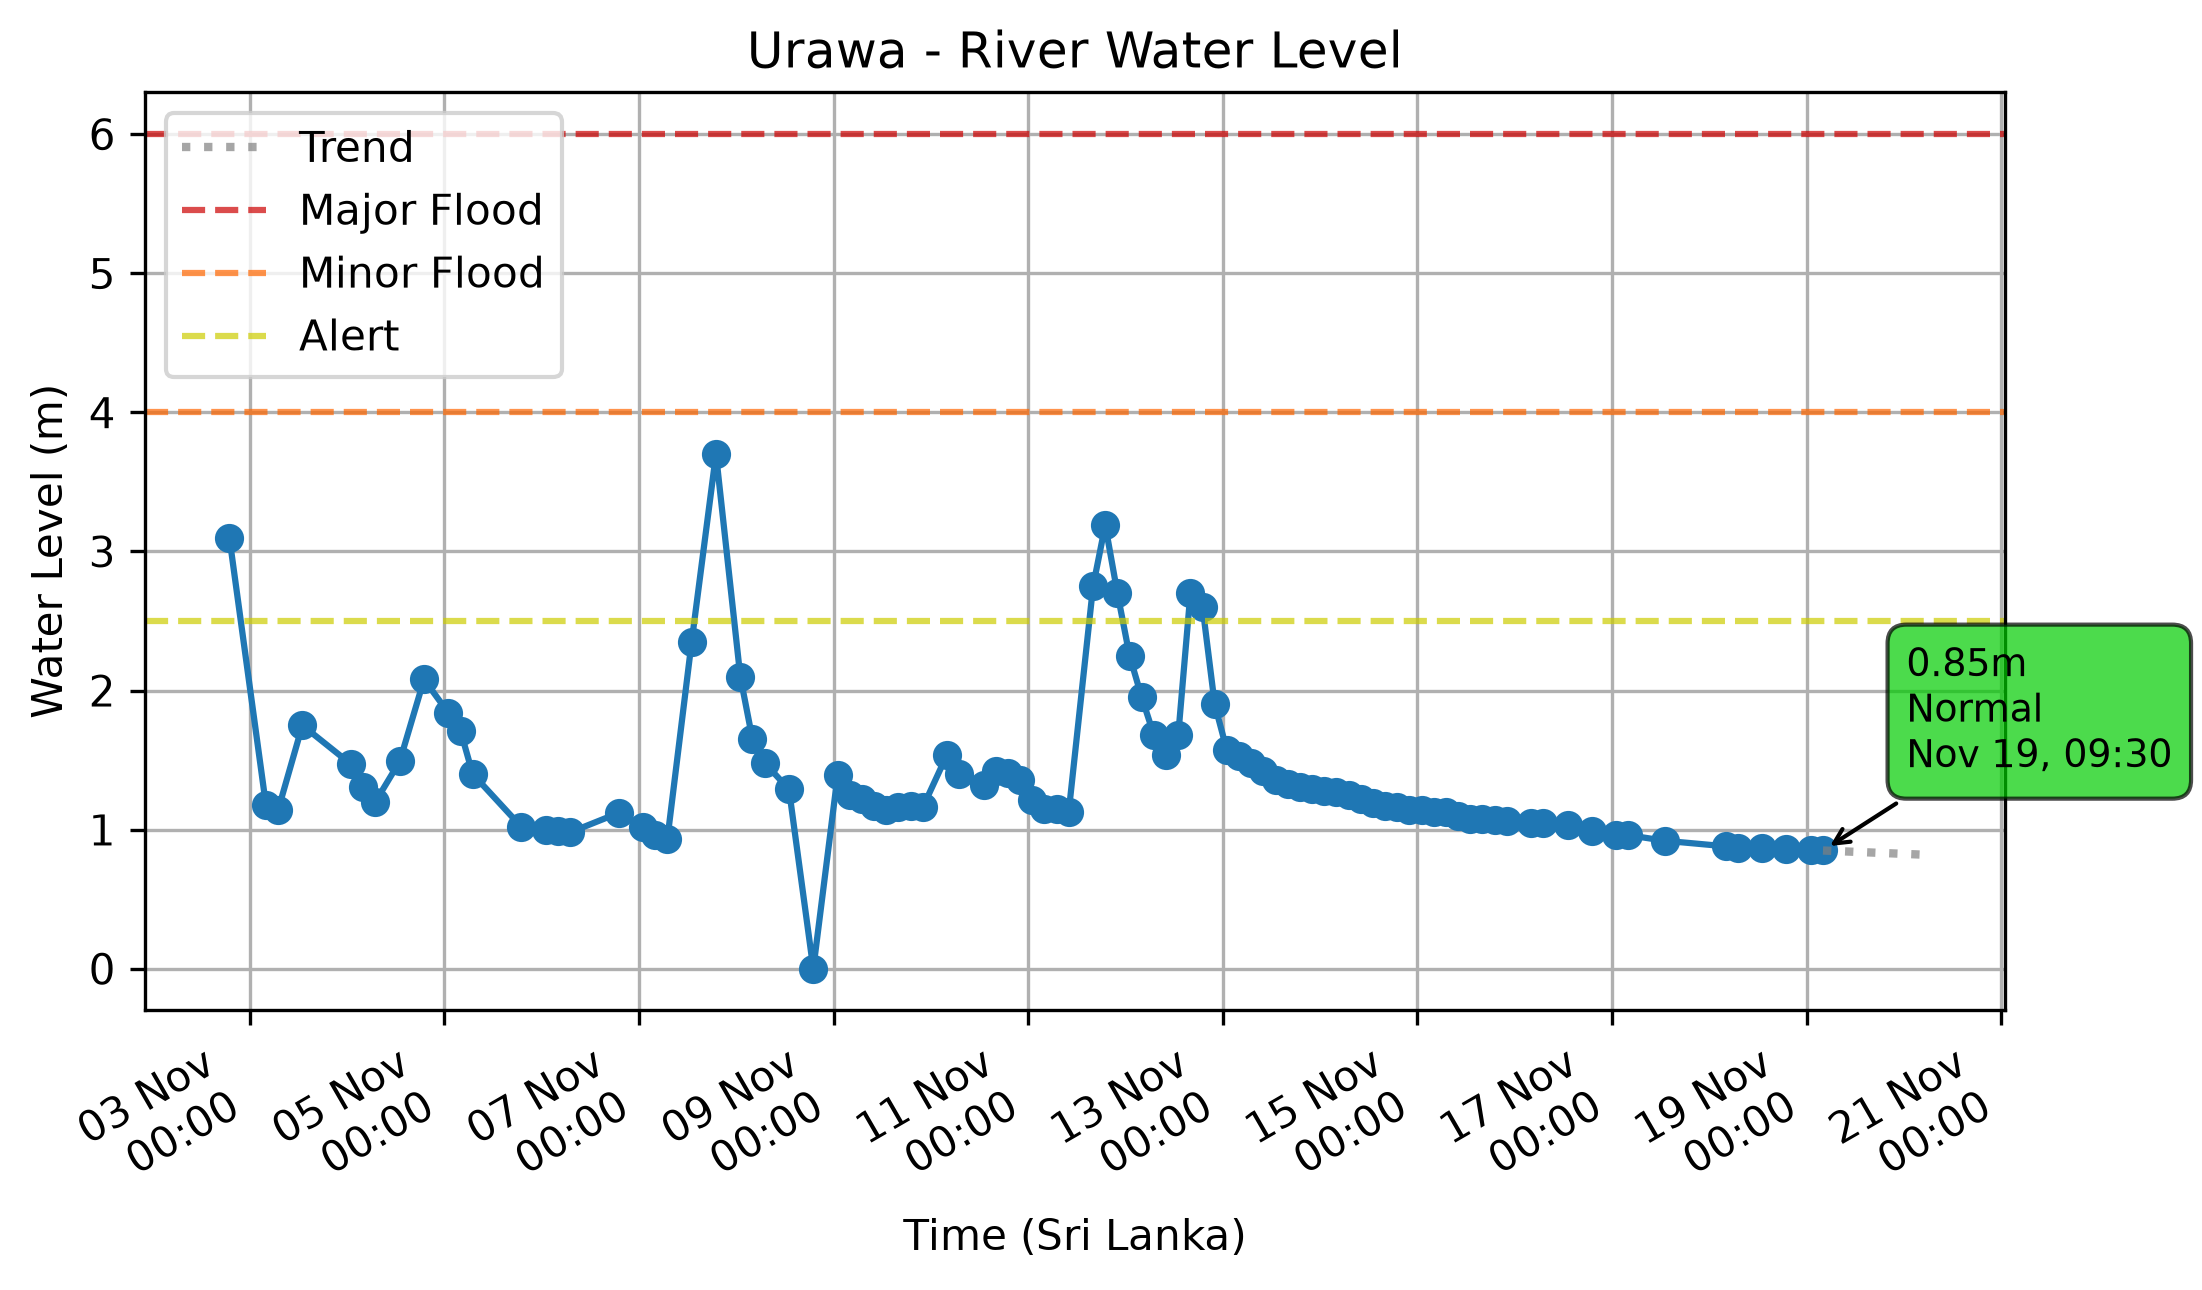 Urawa - River Water Level
Trend
Major Flood
Minor Flood
Alert
Water Level (m)
6
5
4
3
2
1
0
0.85m
Normal
Nov 19, 09:30
03 Nov
00:00
05 Nov
00:00
07 Nov
00:00
09 Nov
00:00
11 Nov
00:00
13 Nov
00:00
15 Nov
00:00
17 Nov
00:00
19 Nov
00:00
21 Nov
00:00
Time (Sri Lanka)